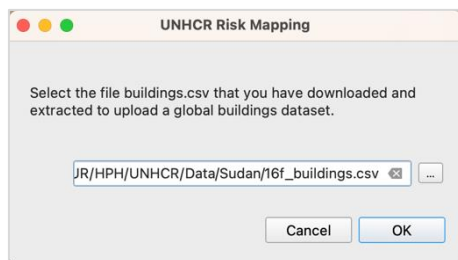 UNHCR Risk Mapping
Select the file buildings.csv that you have downloaded and
extracted to upload a global buildings dataset.
JR/HPH/UNHCR/Data/Sudan/16f_buildings.csv
...
Cancel OK